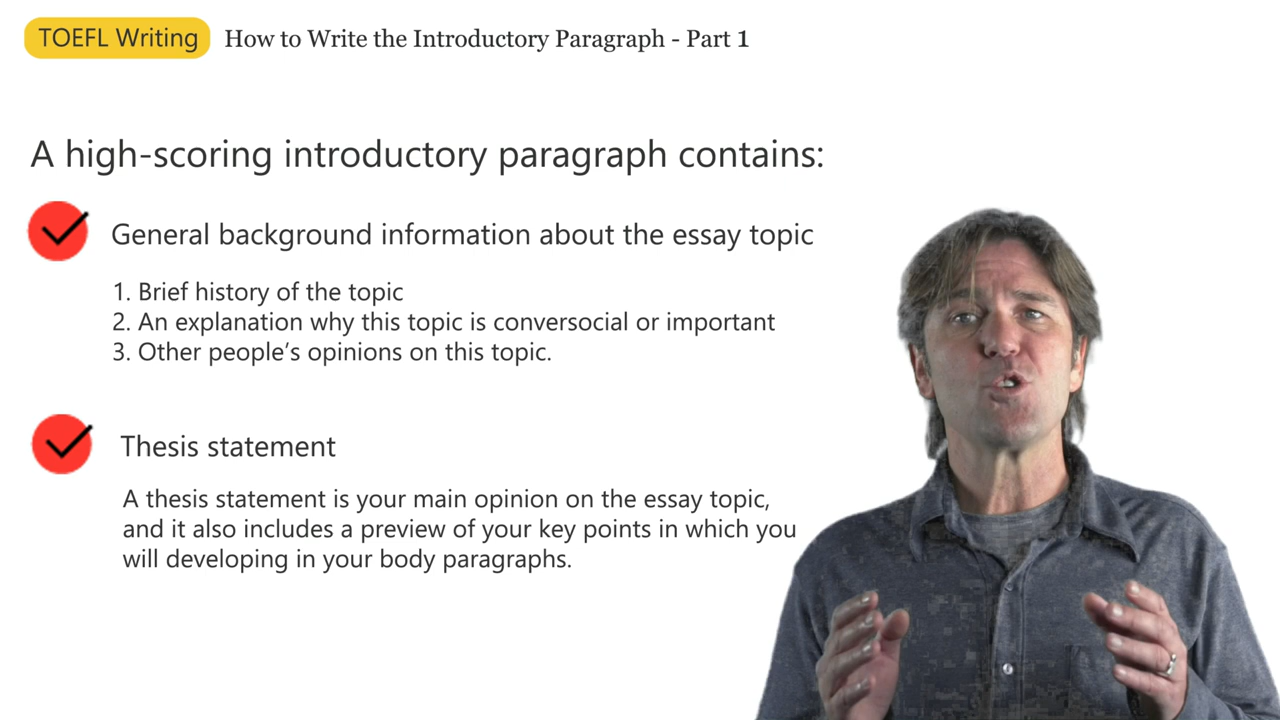 TOEFL Writing How to Write the Introductory Paragraph - Part 1
A high-scoring introductory paragraph contains:
General background information about the essay topic
1. Brief history of the topic
2. An explanation why this topic is conversocial or important
3. Other people‘s opinions on this topic.
Thesis statement
A thesis statement is your main opinion on the essay topic,
and it also includes a preview of your key points in which you
will developing in your body paragraphs.